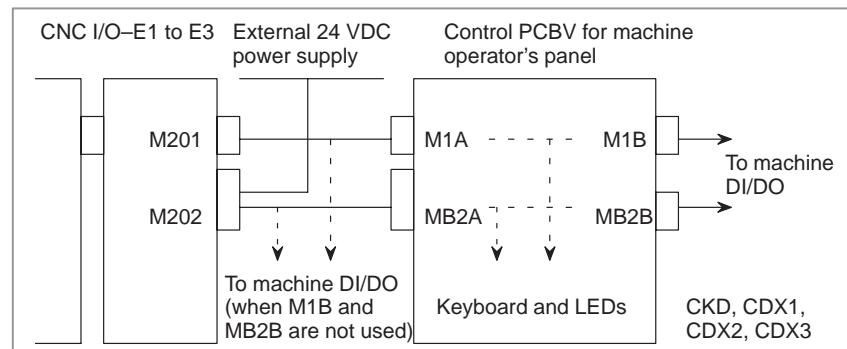 CNC I/O–E1 to E3
External 24 VDC
power supply
Control PCBV for machine
operator's panel
M201
M1A
M1B
To machine
DI/DO
M202
MB2A
MB2B
To machine DI/DO
(when M1B and
MB2B are not used)
Keyboard and LEDs
CKD, CDX1,
CDX2, CDX3